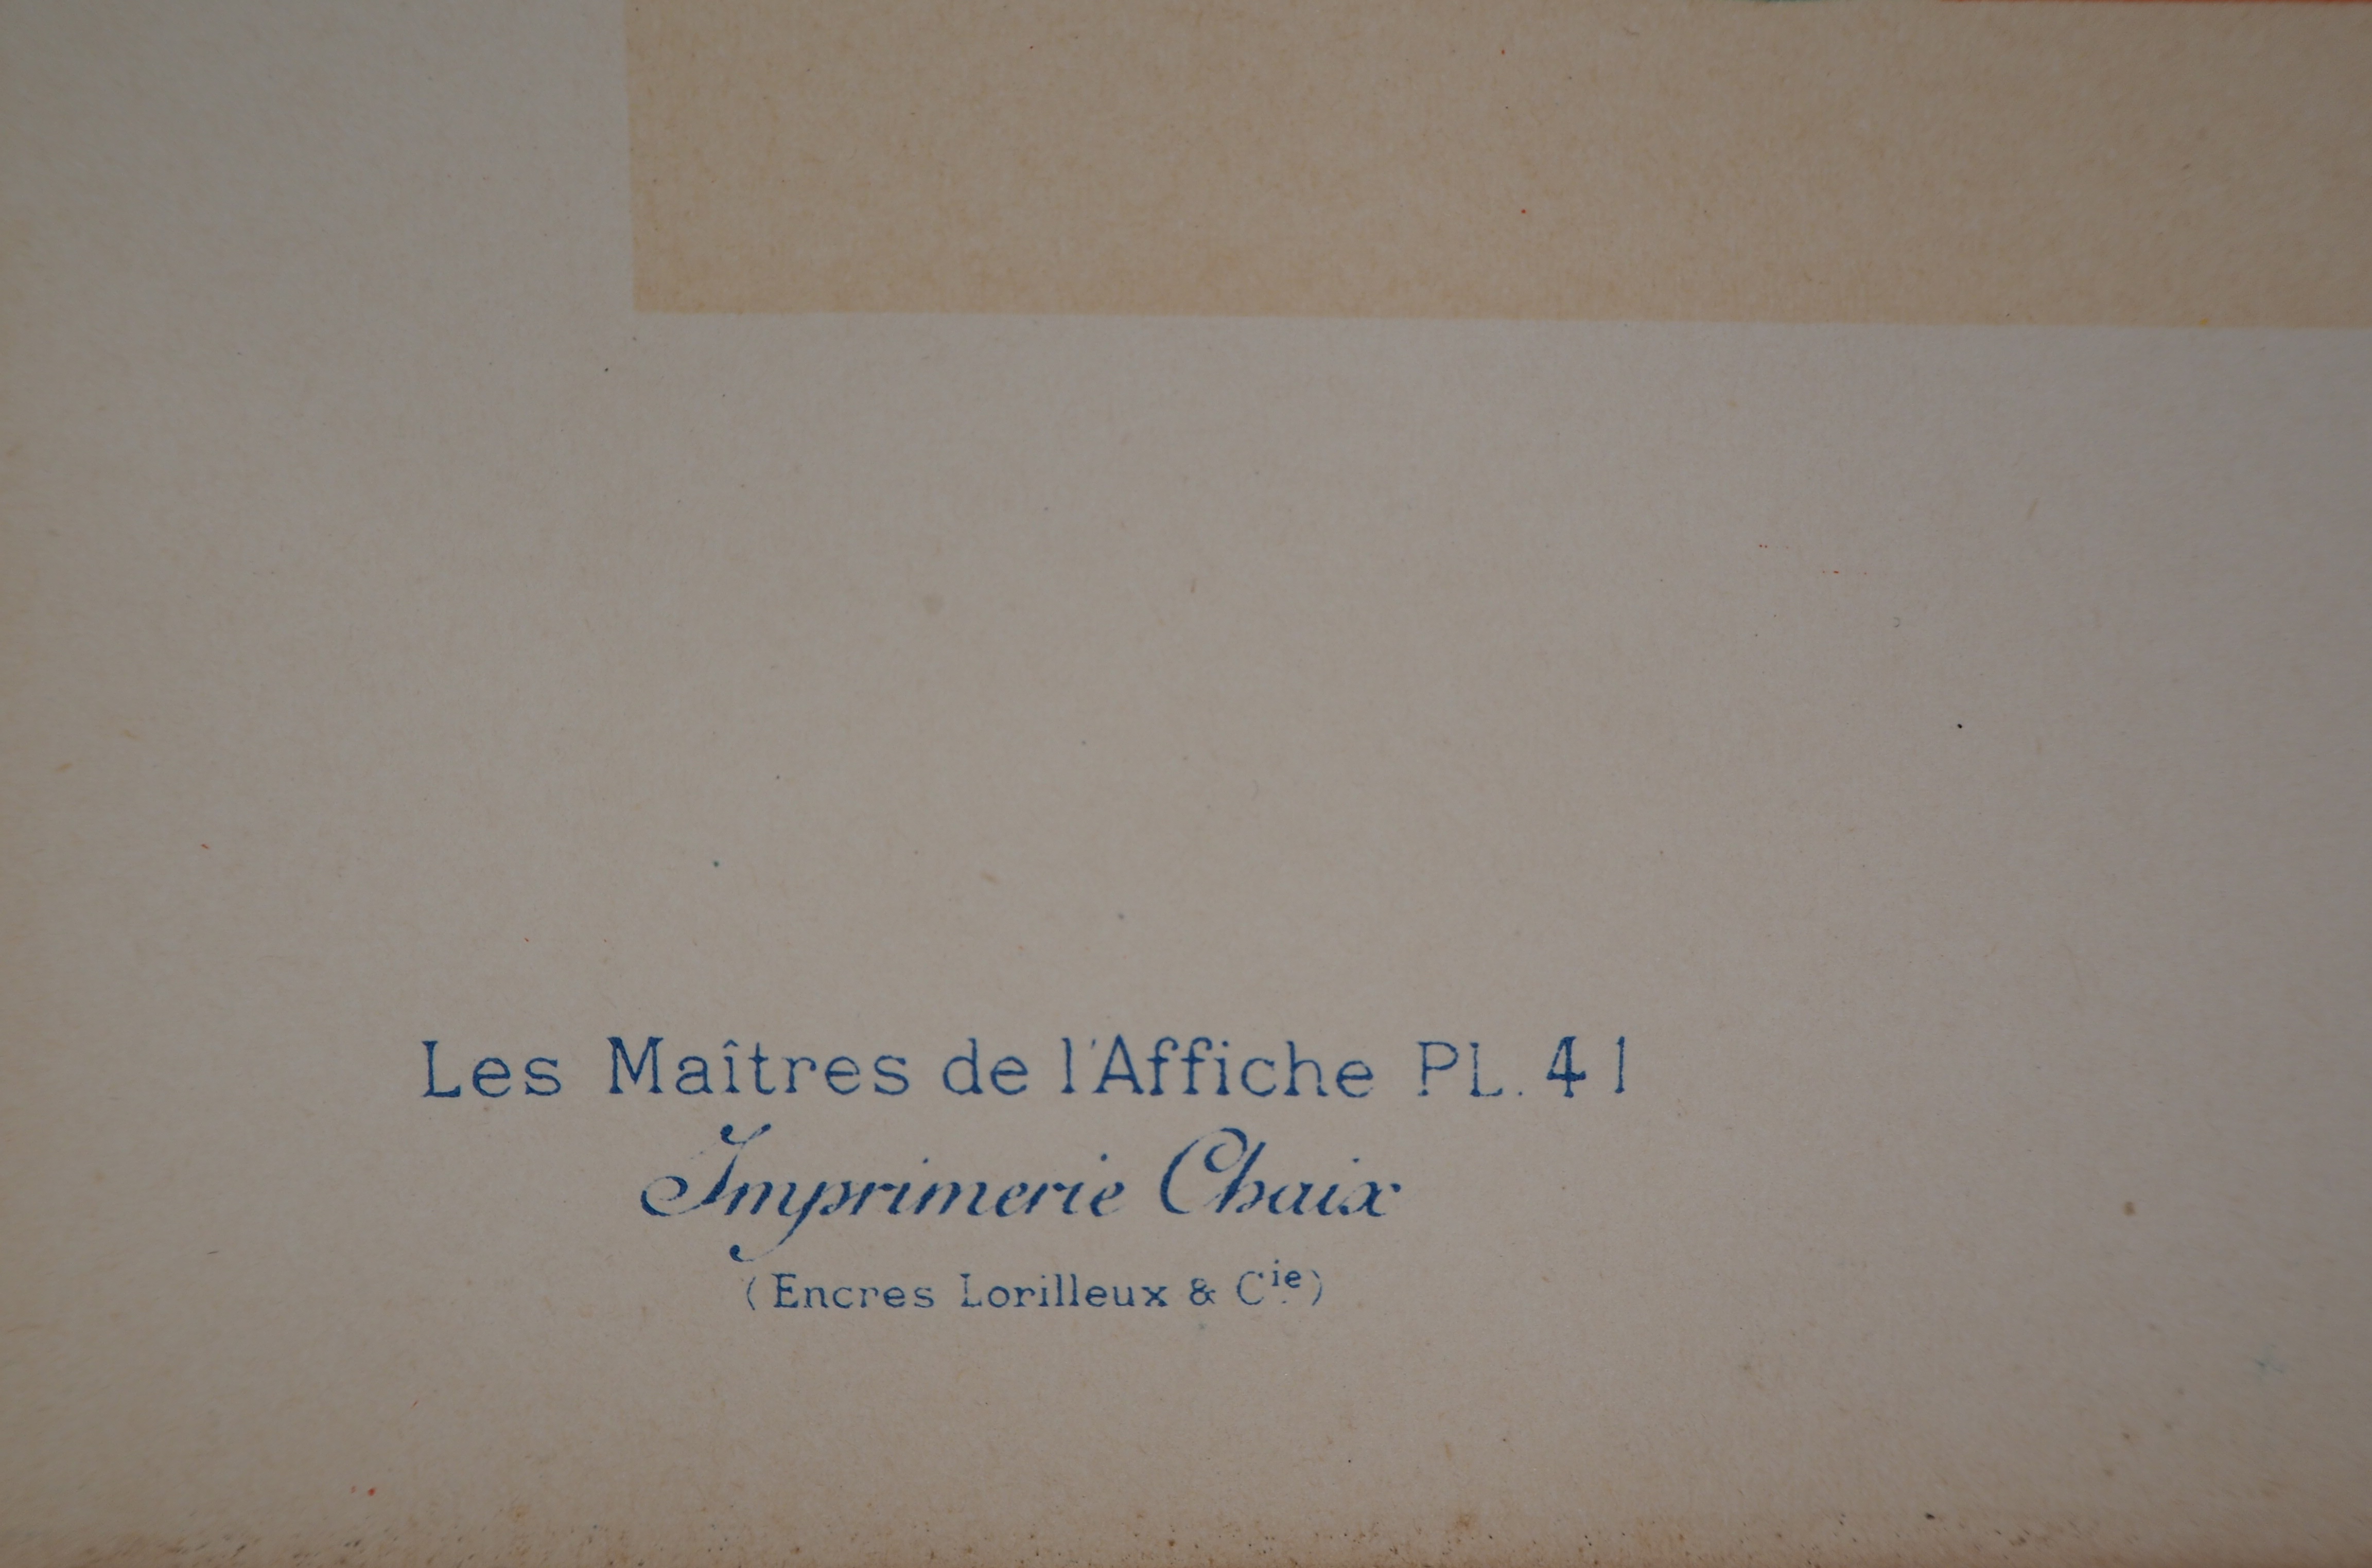 Les Maîtres de l'Affiche PL. 41
Imprimerie Chaix
(Encres Lorilleux & Cie)